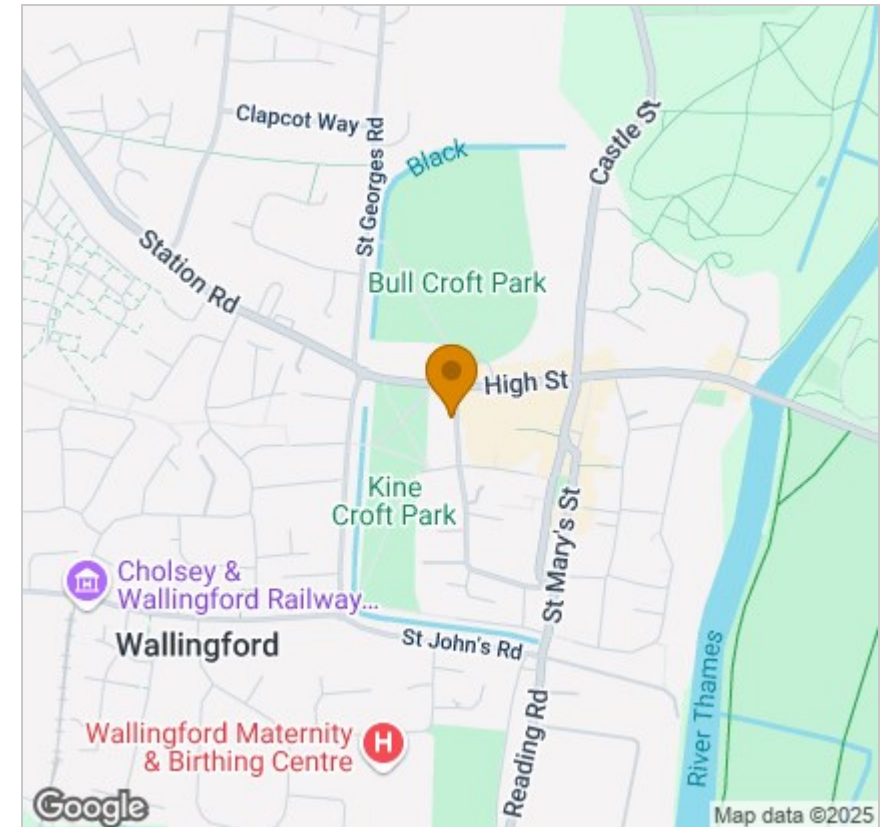 Clapcot Way
St Georges Rd
Black
Castle St
Station Rd
Bull Croft Park
High St
Kine
Croft Park
St Mary's St
Cholsey &
Wallingford Railway...
Wallingford
St John's Rd
Wallingford Maternity
& Birthing Centre
H
Reading Rd
River Thames
Google
Map data ©2025